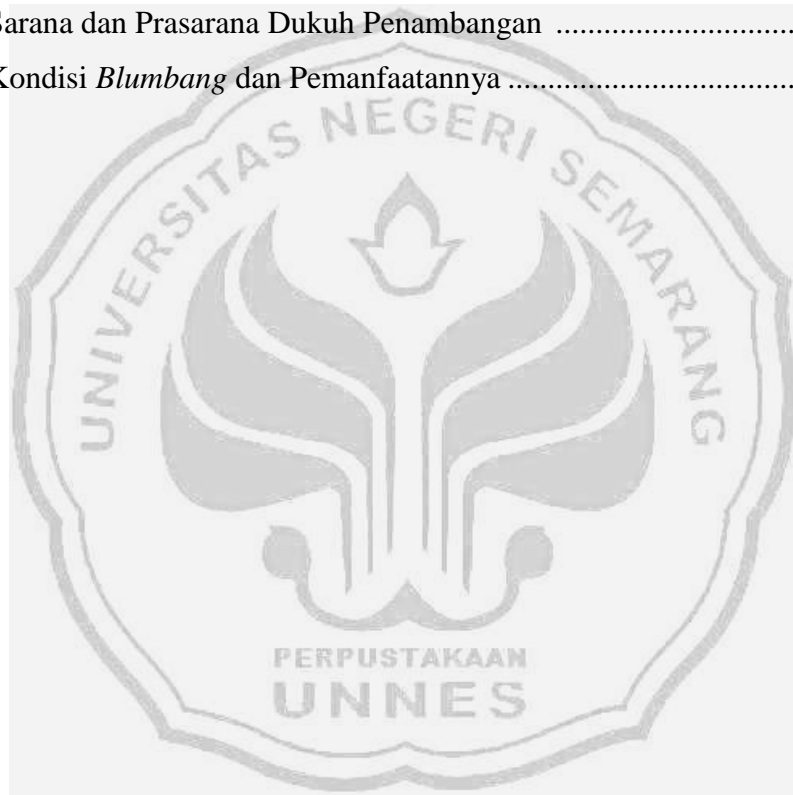 Sarana dan Prasarana Dukuh Penambangan ..............................
Kondisi Blumbang dan Pemanfaatannya ....................................
UNIVERSITAS NEGERI SEMARANG
PERPUSTAKAAN
UNNES